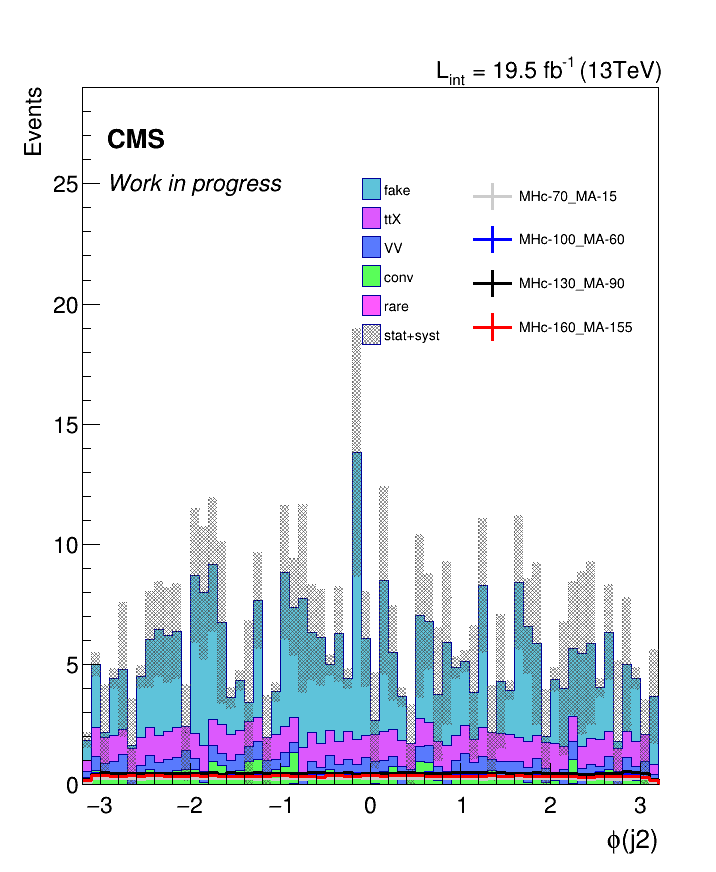 L_int = 19.5 fb^-1 (13TeV)
Events
CMS
Work in progress
fake
ttX
VV
conv
rare
stat+syst
MHc-70_MA-15
MHc-100_MA-60
MHc-130_MA-90
MHc-160_MA-155
25
20
15
10
5
0
−3 −2 −1 0 1 2 3
ϕ(j2)